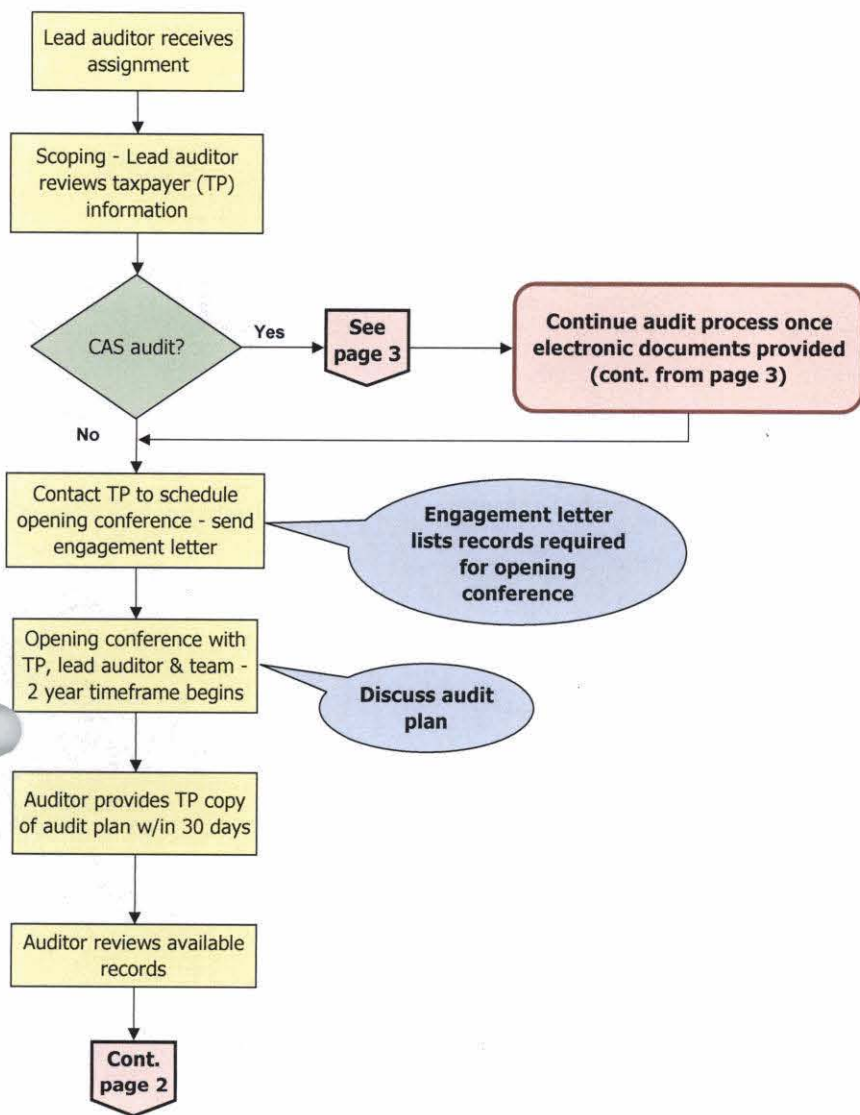 Lead auditor receives
assignment
Scoping - Lead auditor
reviews taxpayer (TP)
information
CAS audit?
Yes
See
page 3
Continue audit process once
electronic documents provided
(cont. from page 3)
No
Contact TP to schedule
opening conference - send
engagement letter
Engagement letter
lists records required
for opening
conference
Opening conference with
TP, lead auditor & team -
2 year timeframe begins
Discuss audit
plan
Auditor provides TP copy
of audit plan w/in 30 days
Auditor reviews available
records
Cont.
page 2